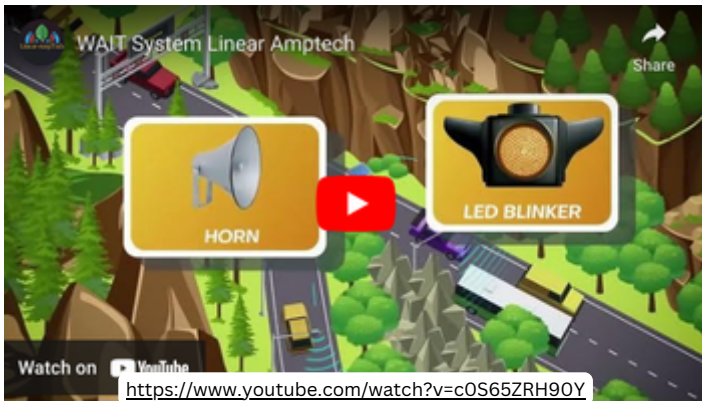 WAIT System Linear Amptech
Share
HORN
LED BLINKER
Watch on YouTube
https://www.youtube.com/watch?v=c0S65ZRH90Y